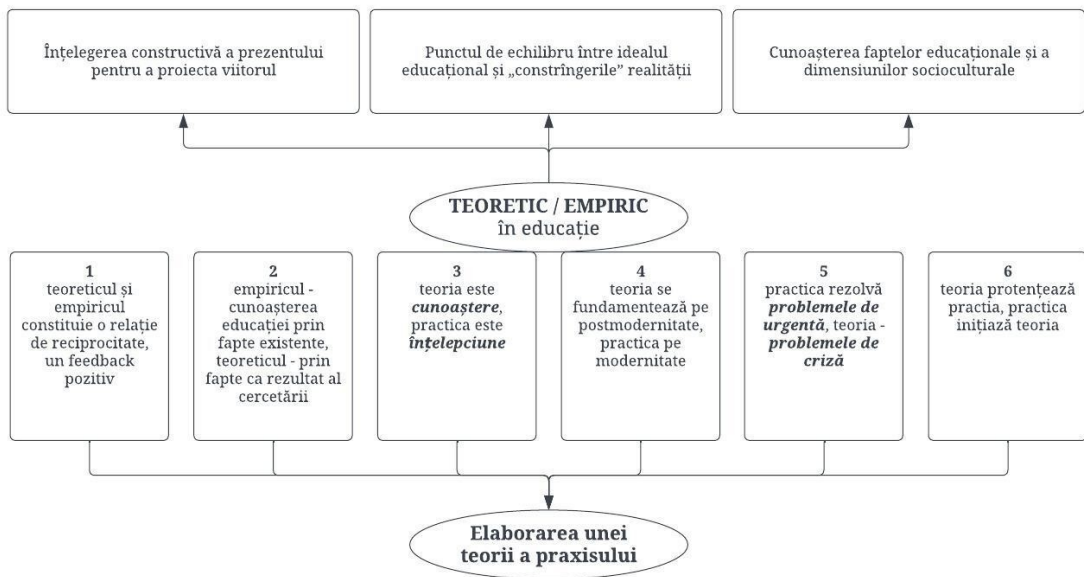 Înțelegerea constructivă a prezentului
pentru a proiecta viitorul
Punctul de echilibru între idealul
educațional și „constrîngerile” realității
Cunoașterea faptelor educaționale și a
dimensiunilor socioculturale
TEORETIC / EMPIRIC
în educație
1
teoreticul și
empiricul
constituie o relație
de reciprocitate,
un feedback
pozitiv
2
empiricul -
cunoașterea
educației prin
fapte existente,
teoreticul - prin
fapte ca rezultat al
cercetării
3
teoria este
cunoaștere,
practica este
înțelepciune
4
teoria se
fundamentează pe
postmodernitate,
practica pe
modernitate
5
practica rezolvă
problemele de
urgentă, teoria -
problemele de
criză
6
teoria protențează
practia, practica
inițiază teoria
Elaborarea unei
teorii a praxisului